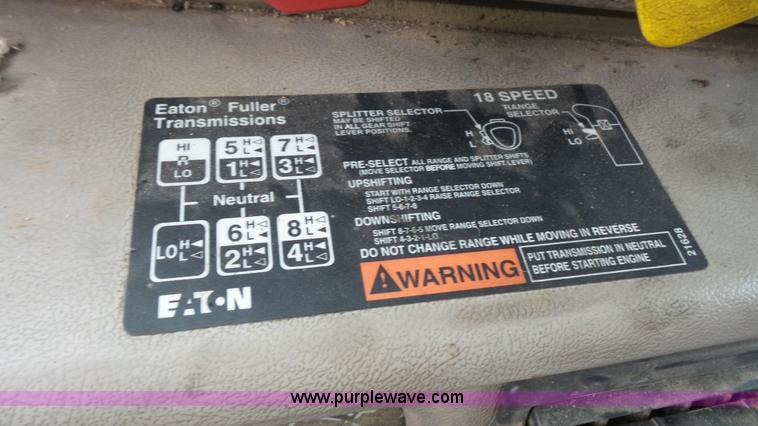 Eaton® Fuller®
Transmissions
18 SPEED
SPLITTER SELECTOR
MAY BE SHIFTED
IN ALL GEAR SHIFT
LEVER POSITIONS.
H
L
RANGE
SELECTOR
HI
LO
HI
R
LO
5 H L
1 H L
7 H L
3 H L
Neutral
LO H L
6 H L
2 H L
8 H L
4 H L
PRE-SELECT ALL RANGE AND SPLITTER SHIFTS
(MOVE SELECTOR BEFORE MOVING SHIFT LEVER)
UPSHIFTING
START WITH RANGE SELECTOR DOWN
SHIFT LO-1-2-3-4 RAISE RANGE SELECTOR
SHIFT 5-6-7-8
DOWNSHIFTING
SHIFT 8-7-6-5 MOVE RANGE SELECTOR DOWN
SHIFT 4-3-2-1-LO
DO NOT CHANGE RANGE WHILE MOVING IN REVERSE
WARNING
PUT TRANSMISSION IN NEUTRAL
BEFORE STARTING ENGINE
21628
EATON
www.purplewave.com